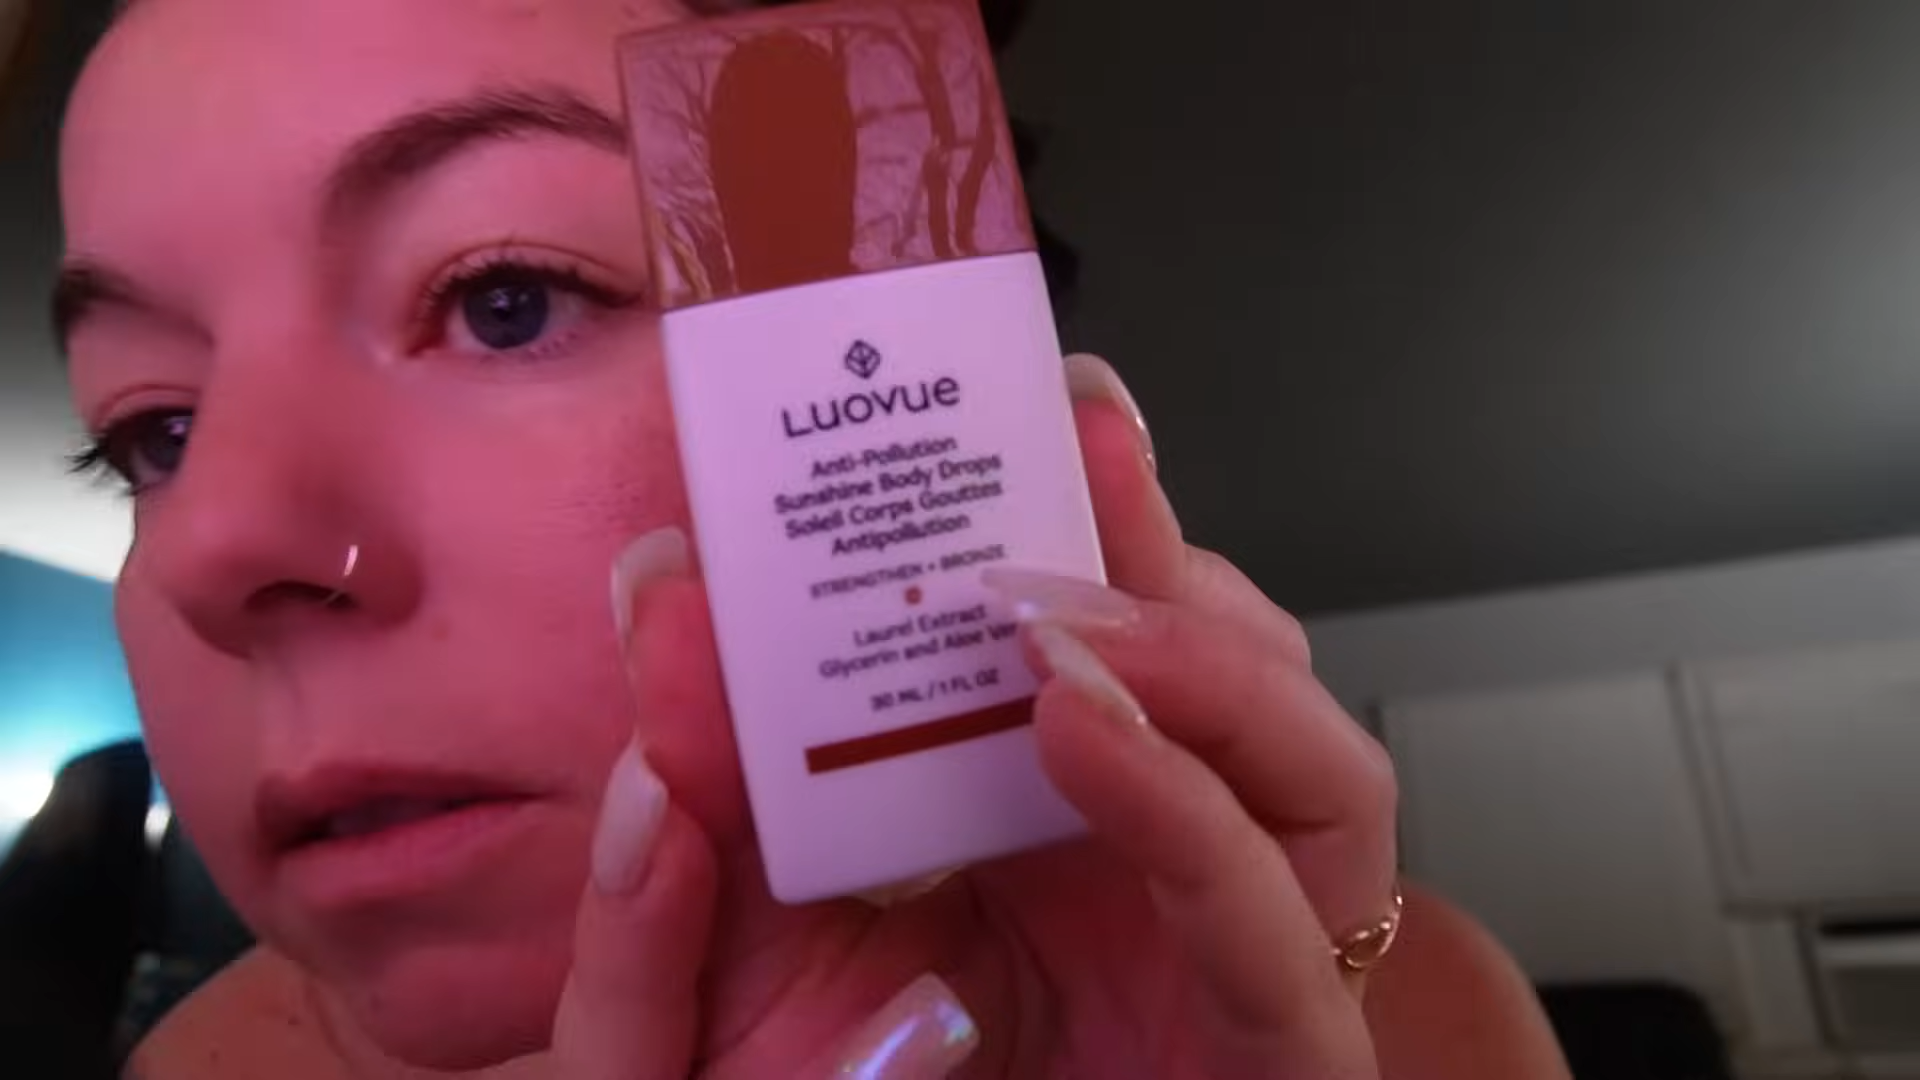 LUOVUE
Anti-Pollution
Sunshine Body Drops
Soleil Corps Gouttes
Antipollution
STRENGTHEN + BRONZE
Laurel Extract
Glycerin and Aloe Ver
30 ML / 1 FL OZ